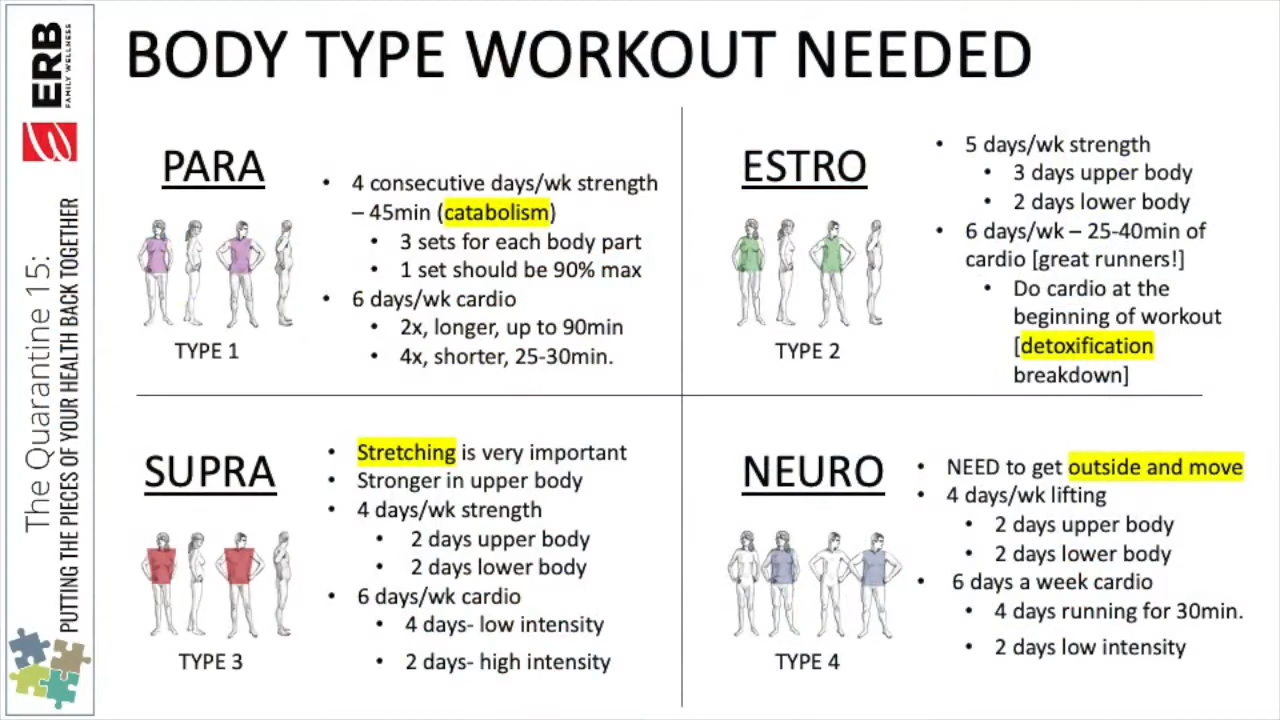 BODY TYPE WORKOUT NEEDED
ERB
FAMILY WELLNESS
The Quarantine 15:
PUTTING THE PIECES OF YOUR HEALTH BACK TOGETHER
PARA
TYPE 1
• 4 consecutive days/wk strength
– 45min (catabolism)
• 3 sets for each body part
• 1 set should be 90% max
• 6 days/wk cardio
• 2x, longer, up to 90min
• 4x, shorter, 25-30min.
ESTRO
TYPE 2
• 5 days/wk strength
• 3 days upper body
• 2 days lower body
• 6 days/wk – 25-40min of
cardio [great runners!]
• Do cardio at the
beginning of workout
[detoxification
breakdown]
SUPRA
TYPE 3
• Stretching is very important
• Stronger in upper body
• 4 days/wk strength
• 2 days upper body
• 2 days lower body
• 6 days/wk cardio
• 4 days- low intensity
• 2 days- high intensity
NEURO
TYPE 4
• NEED to get outside and move
• 4 days/wk lifting
• 2 days upper body
• 2 days lower body
• 6 days a week cardio
• 4 days running for 30min.
• 2 days low intensity